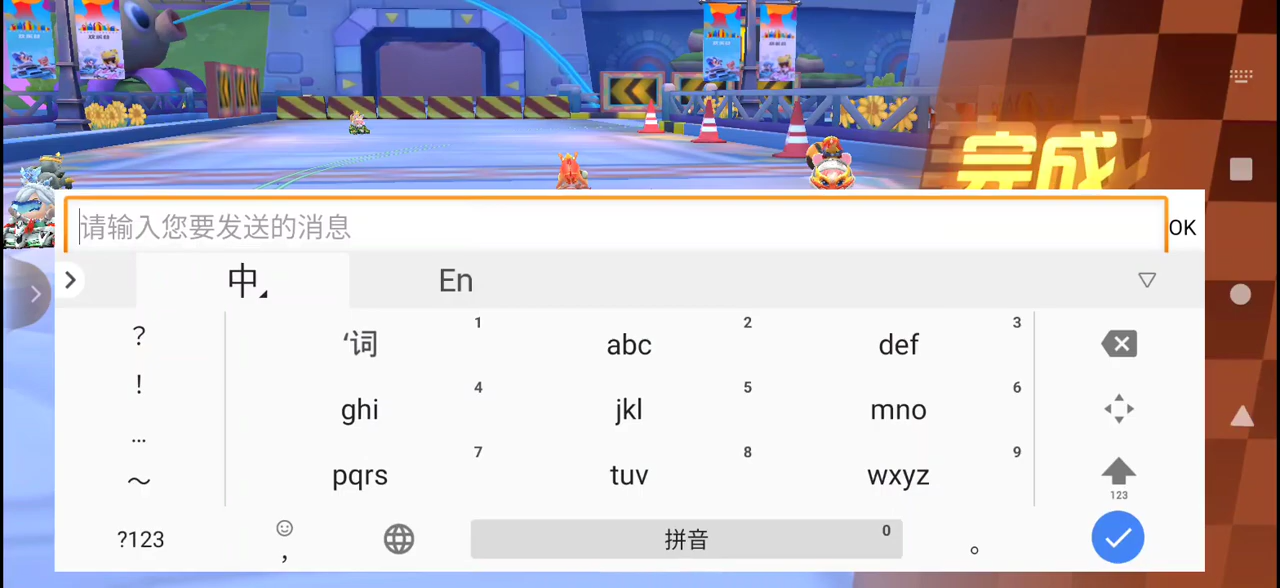 完成
请输入您要发送的消息
OK
中
En
?
!
...
～
‘词 1
abc 2
def 3
ghi 4
jkl 5
mno 6
pqrs 7
tuv 8
wxyz 9
123
?123
,
拼音 0
。